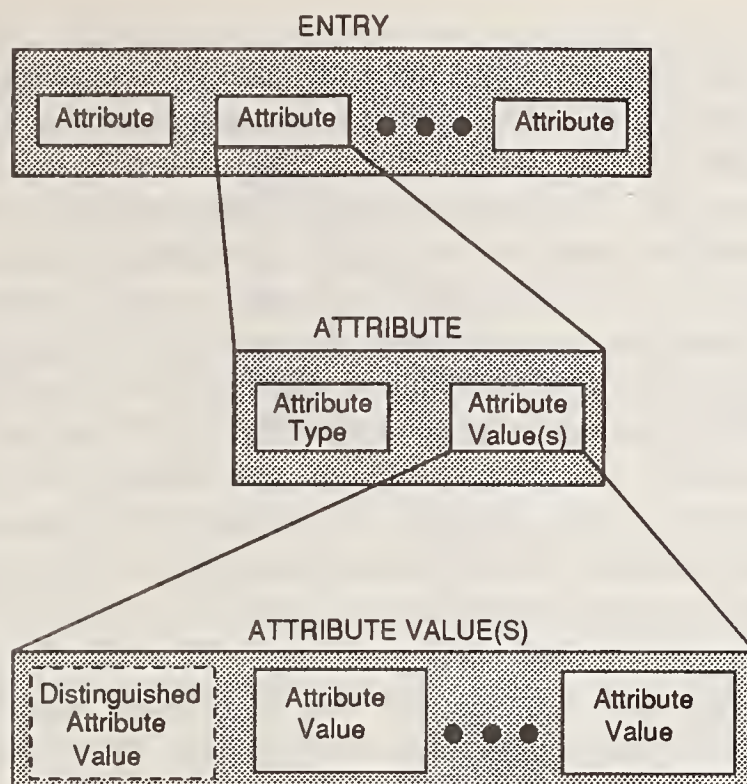 ENTRY
Attribute
Attribute
Attribute
ATTRIBUTE
Attribute
Type
Attribute
Value(s)
ATTRIBUTE VALUE(S)
Distinguished
Attribute
Value
Attribute
Value
Attribute
Value